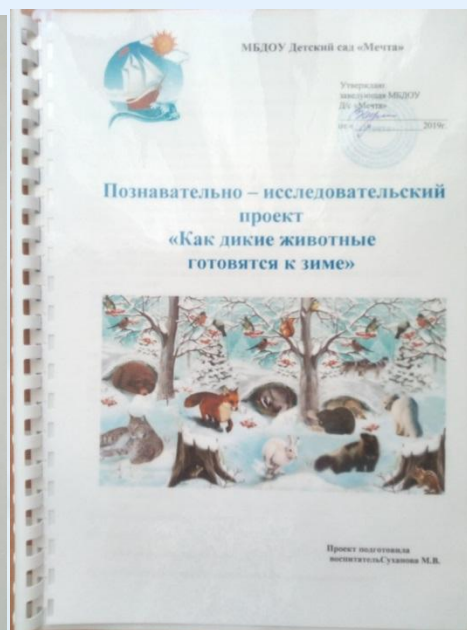 МБДОУ Детский сад «Мечта»
Утверждаю
заведующая МБДОУ
Д/с «Мечта»
2019г.
Познавательно – исследовательский
проект
«Как дикие животные
готовятся к зиме»
Проект подготовила
воспитательСуханова М.В.